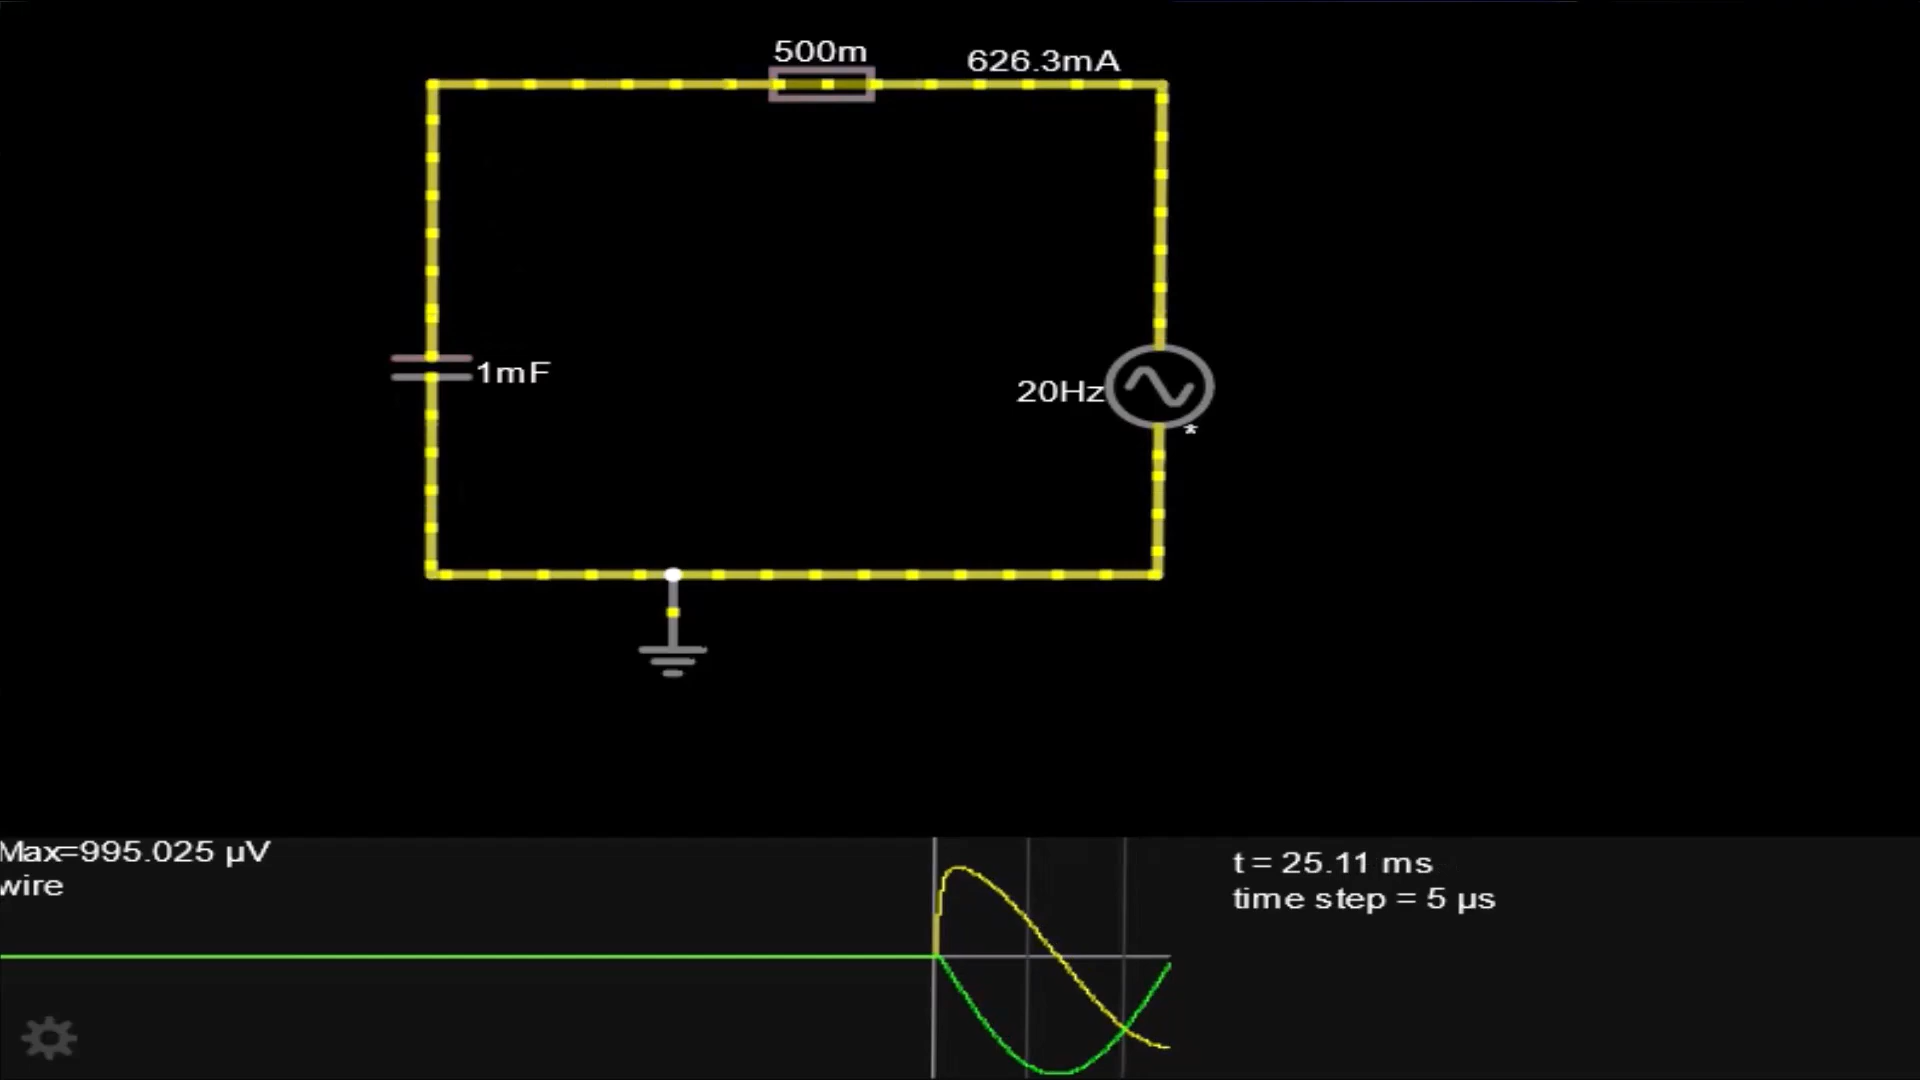 500m
626.3mA
1mF
20Hz
*
Max=995.025 µV
wire
t = 25.11 ms
time step = 5 µs